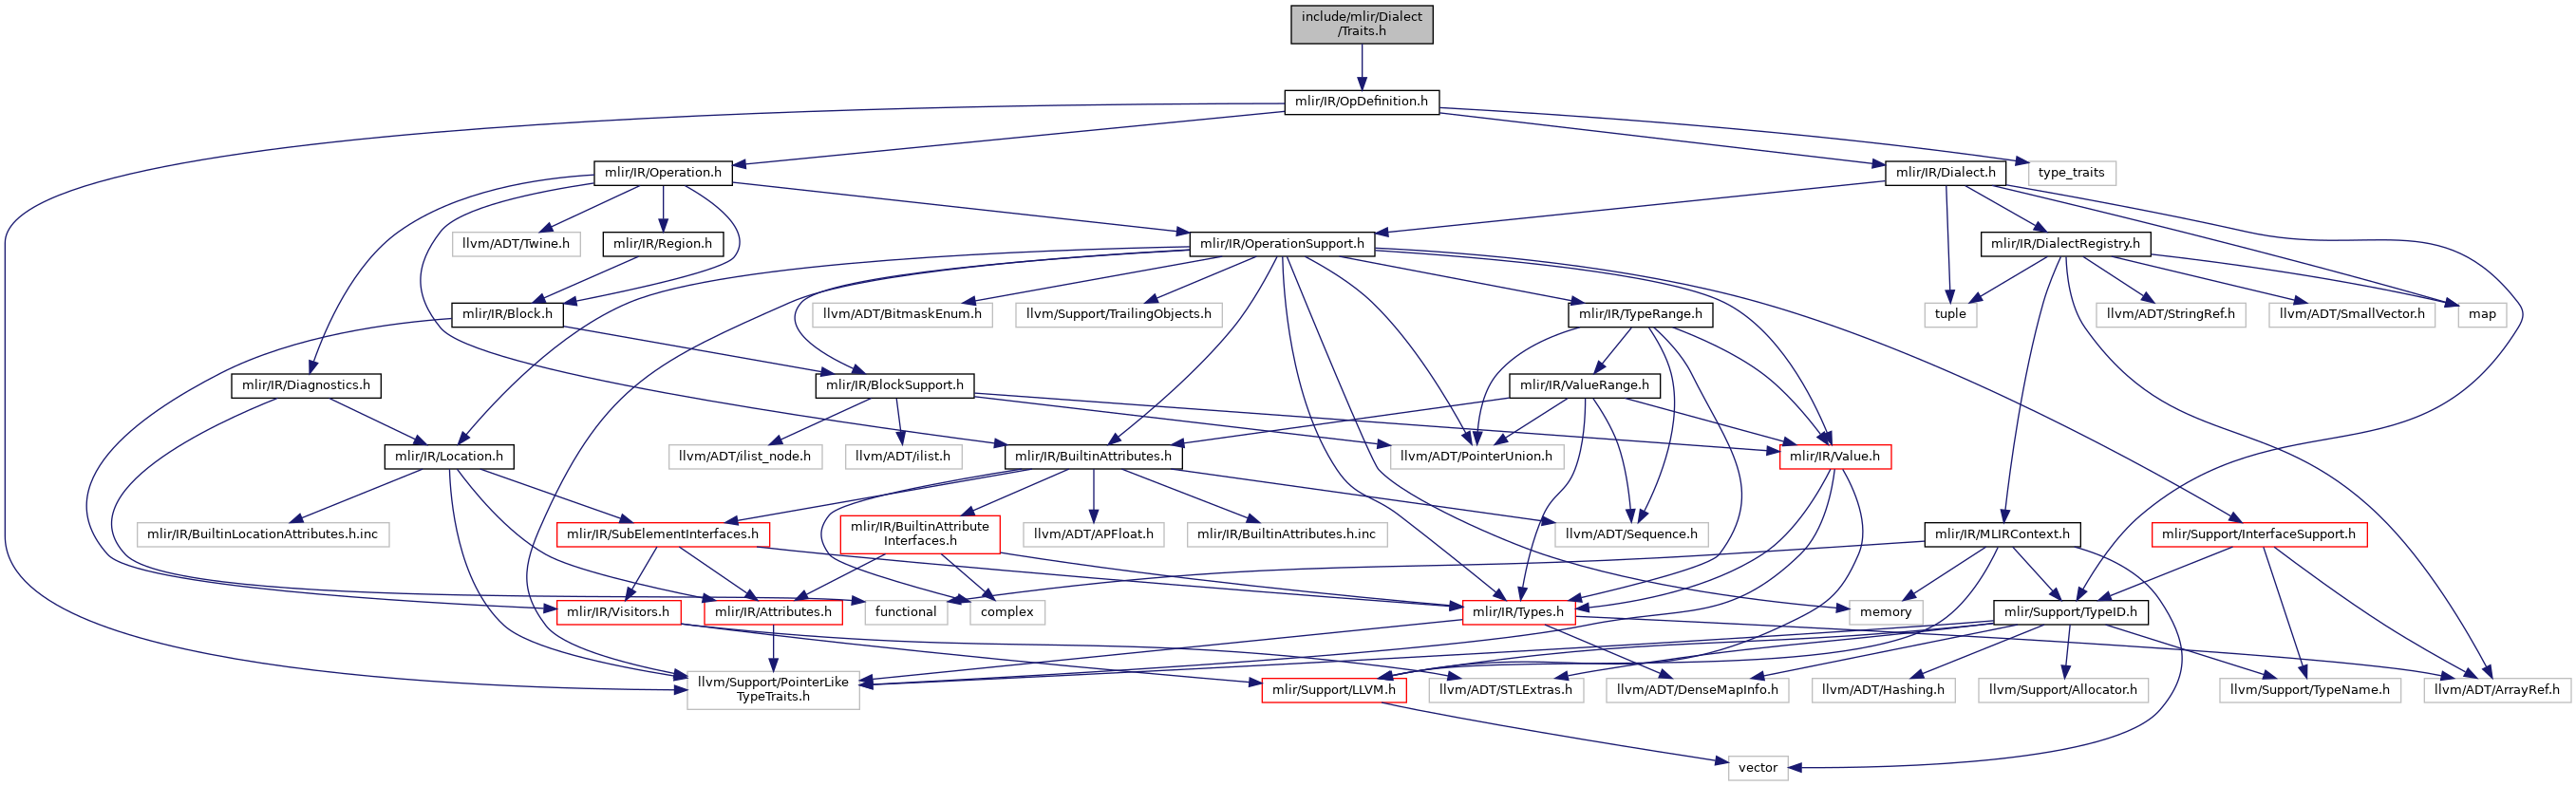 include/mlir/Dialect
/Traits.h
mlir/IR/OpDefinition.h
mlir/IR/Operation.h
mlir/IR/Dialect.h
type_traits
llvm/ADT/Twine.h
mlir/IR/Region.h
mlir/IR/OperationSupport.h
mlir/IR/DialectRegistry.h
mlir/IR/Block.h
llvm/ADT/BitmaskEnum.h
llvm/Support/TrailingObjects.h
mlir/IR/TypeRange.h
tuple
llvm/ADT/StringRef.h
llvm/ADT/SmallVector.h
map
mlir/IR/Diagnostics.h
mlir/IR/BlockSupport.h
mlir/IR/ValueRange.h
mlir/IR/Location.h
llvm/ADT/ilist_node.h
llvm/ADT/ilist.h
mlir/IR/BuiltinAttributes.h
llvm/ADT/PointerUnion.h
mlir/IR/Value.h
mlir/IR/BuiltinLocationAttributes.h.inc
mlir/IR/SubElementInterfaces.h
mlir/IR/BuiltinAttribute
Interfaces.h
llvm/ADT/APFloat.h
mlir/IR/BuiltinAttributes.h.inc
llvm/ADT/Sequence.h
mlir/IR/MLIRContext.h
mlir/Support/InterfaceSupport.h
mlir/IR/Visitors.h
mlir/IR/Attributes.h
functional
complex
mlir/IR/Types.h
memory
mlir/Support/TypeID.h
llvm/Support/PointerLike
TypeTraits.h
mlir/Support/LLVM.h
llvm/ADT/STLExtras.h
llvm/ADT/DenseMapInfo.h
llvm/ADT/Hashing.h
llvm/Support/Allocator.h
llvm/Support/TypeName.h
llvm/ADT/ArrayRef.h
vector